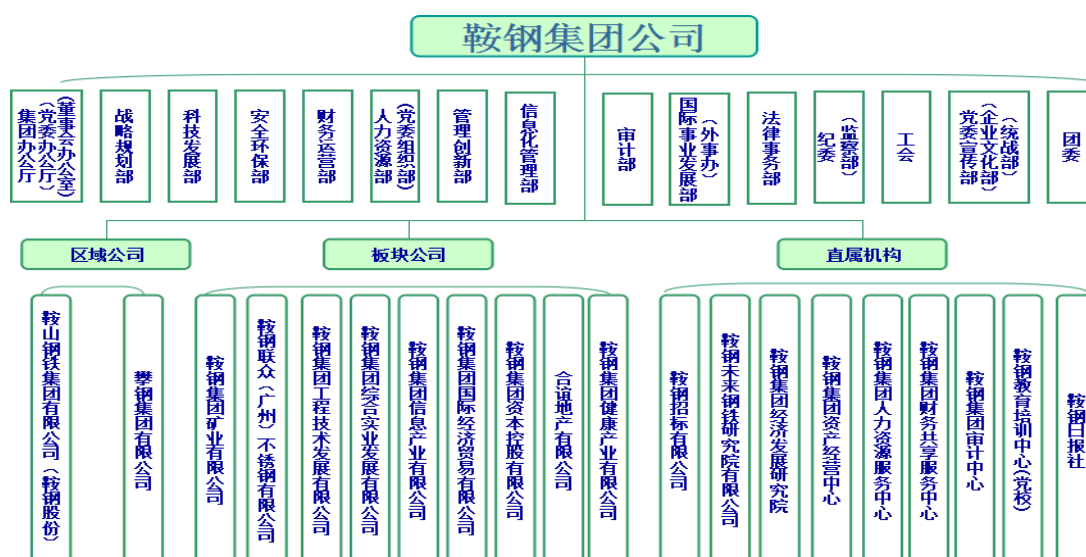 鞍钢集团公司
集团办公厅
（党委办公厅）
（董事会办公室）
战略规划部
科技发展部
安全环保部
财务运营部
人力资源部
（党委组织部）
管理创新部
信息化管理部
审计部
国际事业发展部
（外事办）
法律事务部
纪委
（监察部）
工会
党委宣传部
（企业文化部）
（统战部）
团委
区域公司
板块公司
直属机构
鞍山钢铁集团有限公司（鞍钢股份）
攀钢集团有限公司
鞍钢集团矿业有限公司
鞍钢联众（广州）不锈钢有限公司
鞍钢集团工程技术发展有限公司
鞍钢集团综合实业发展有限公司
鞍钢集团信息产业有限公司
鞍钢集团国际经济贸易有限公司
鞍钢集团资本控股有限公司
合谊地产有限公司
鞍钢集团健康产业有限公司
鞍钢招标有限公司
鞍钢未来钢铁研究院有限公司
鞍钢集团经济发展研究院
鞍钢集团资产经营中心
鞍钢集团人力资源服务中心
鞍钢集团财务共享服务中心
鞍钢集团审计中心
鞍钢教育培训中心(党校)
鞍钢日报社